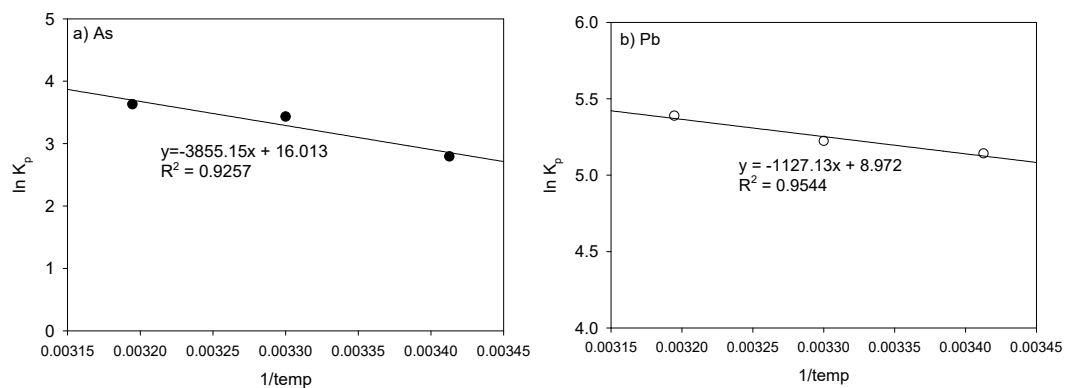 a) As
5
4
3
2
1
0
ln K_p
y=-3855.15x + 16.013
R² = 0.9257
0.00315 0.00320 0.00325 0.00330 0.00335 0.00340 0.00345
1/temp
b) Pb
6.0
5.5
5.0
4.5
4.0
ln K_p
y = -1127.13x + 8.972
R² = 0.9544
0.00315 0.00320 0.00325 0.00330 0.00335 0.00340 0.00345
1/temp